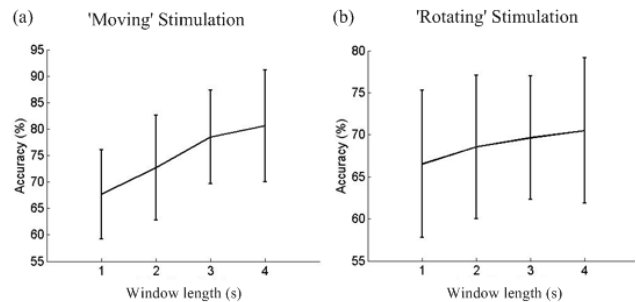 (a) 'Moving' Stimulation
95
90
85
80
75
70
65
60
55
Accuracy (%)
1 2 3 4
Window length (s)
(b) 'Rotating' Stimulation
80
75
70
65
60
55
Accuracy (%)
1 2 3 4
Window length (s)